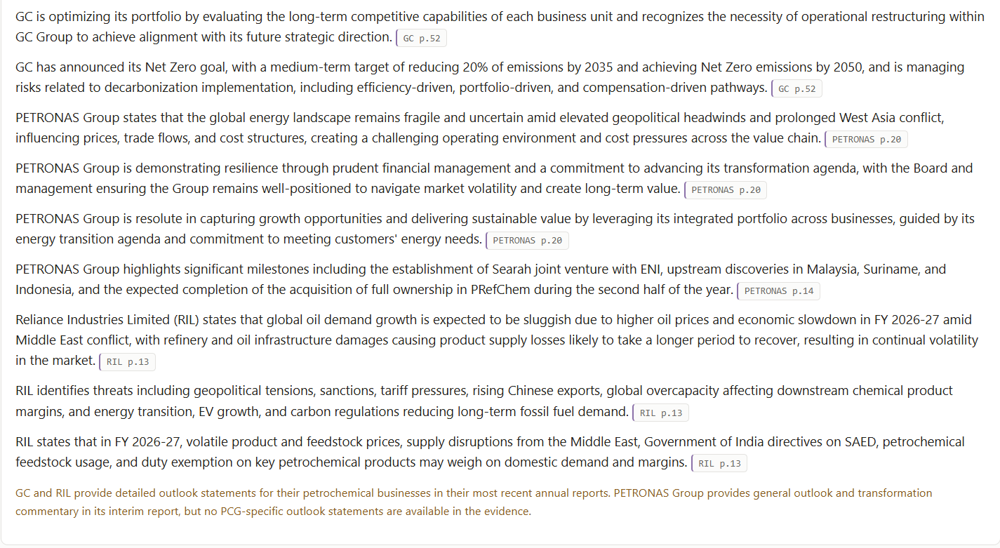 GC is optimizing its portfolio by evaluating the long-term competitive capabilities of each business unit and recognizes the necessity of operational restructuring within
GC Group to achieve alignment with its future strategic direction. GC p.52
GC has announced its Net Zero goal, with a medium-term target of reducing 20% of emissions by 2035 and achieving Net Zero emissions by 2050, and is managing
risks related to decarbonization implementation, including efficiency-driven, portfolio-driven, and compensation-driven pathways. GC p.52
PETRONAS Group states that the global energy landscape remains fragile and uncertain amid elevated geopolitical headwinds and prolonged West Asia conflict,
influencing prices, trade flows, and cost structures, creating a challenging operating environment and cost pressures across the value chain. PETRONAS p.20
PETRONAS Group is demonstrating resilience through prudent financial management and a commitment to advancing its transformation agenda, with the Board and
management ensuring the Group remains well-positioned to navigate market volatility and create long-term value. PETRONAS p.20
PETRONAS Group is resolute in capturing growth opportunities and delivering sustainable value by leveraging its integrated portfolio across businesses, guided by its
energy transition agenda and commitment to meeting customers' energy needs. PETRONAS p.20
PETRONAS Group highlights significant milestones including the establishment of Searah joint venture with ENI, upstream discoveries in Malaysia, Suriname, and
Indonesia, and the expected completion of the acquisition of full ownership in PRefChem during the second half of the year. PETRONAS p.14
Reliance Industries Limited (RIL) states that global oil demand growth is expected to be sluggish due to higher oil prices and economic slowdown in FY 2026-27 amid
Middle East conflict, with refinery and oil infrastructure damages causing product supply losses likely to take a longer period to recover, resulting in continual volatility
in the market. RIL p.13
RIL identifies threats including geopolitical tensions, sanctions, tariff pressures, rising Chinese exports, global overcapacity affecting downstream chemical product
margins, and energy transition, EV growth, and carbon regulations reducing long-term fossil fuel demand. RIL p.13
RIL states that in FY 2026-27, volatile product and feedstock prices, supply disruptions from the Middle East, Government of India directives on SAED, petrochemical
feedstock usage, and duty exemption on key petrochemical products may weigh on domestic demand and margins. RIL p.13
GC and RIL provide detailed outlook statements for their petrochemical businesses in their most recent annual reports. PETRONAS Group provides general outlook and transformation
commentary in its interim report, but no PCG-specific outlook statements are available in the evidence.